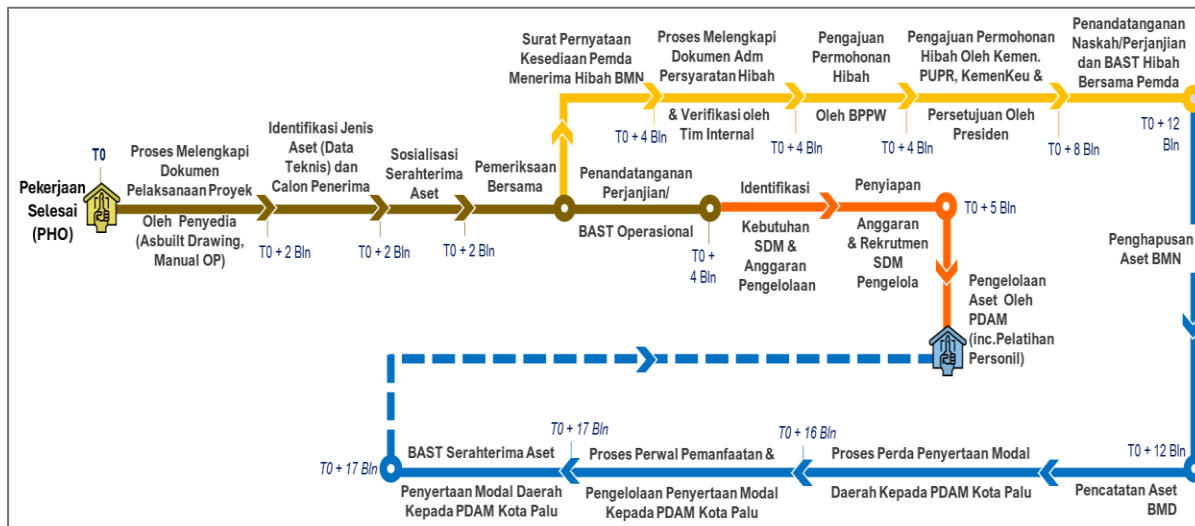 T0
Pekerjaan
Selesai
(PHO)
Proses Melengkapi
Dokumen
Pelaksanaan Proyek
Oleh Penyedia
(Asbuilt Drawing,
Manual OP)
T0 + 2 Bln
Identifikasi Jenis
Aset (Data
Teknis) dan
Calon Penerima
T0 + 2 Bln
Sosialisasi
Serahterima
Aset
T0 + 2 Bln
Pemeriksaan
Bersama
Surat Pernyataan
Kesediaan Pemda
Menerima Hibah BMN
T0 + 4 Bln
Proses Melengkapi
Dokumen Adm
Persyaratan Hibah
& Verifikasi oleh
Tim Internal
T0 + 4 Bln
Pengajuan
Permohonan
Hibah
Oleh BPPW
T0 + 4 Bln
Pengajuan Permohonan
Hibah Oleh Kemen.
PUPR, KemenKeu &
Persetujuan Oleh
Presiden
T0 + 8 Bln
Penandatanganan
Naskah/Perjanjian
dan BAST Hibah
Bersama Pemda
T0 + 12
Bln
Penandatanganan
Perjanjian/
BAST Operasional
T0 +
4 Bln
Identifikasi
Kebutuhan
SDM &
Anggaran
Pengelolaan
Penyiapan
Anggaran
& Rekrutmen
SDM
Pengelola
T0 + 5 Bln
Pengelolaan
Aset Oleh
PDAM
(inc.Pelatihan
Personil)
Penghapusan
Aset BMN
T0 + 12 Bln
Pencatatan Aset
BMD
Proses Perda Penyertaan Modal
Daerah Kepada PDAM Kota Palu
T0 + 16 Bln
Proses Perwal Pemanfaatan &
Pengelolaan Penyertaan Modal
Kepada PDAM Kota Palu
T0 + 17 Bln
BAST Serahterima Aset
Penyertaan Modal Daerah
Kepada PDAM Kota Palu
T0 + 17 Bln